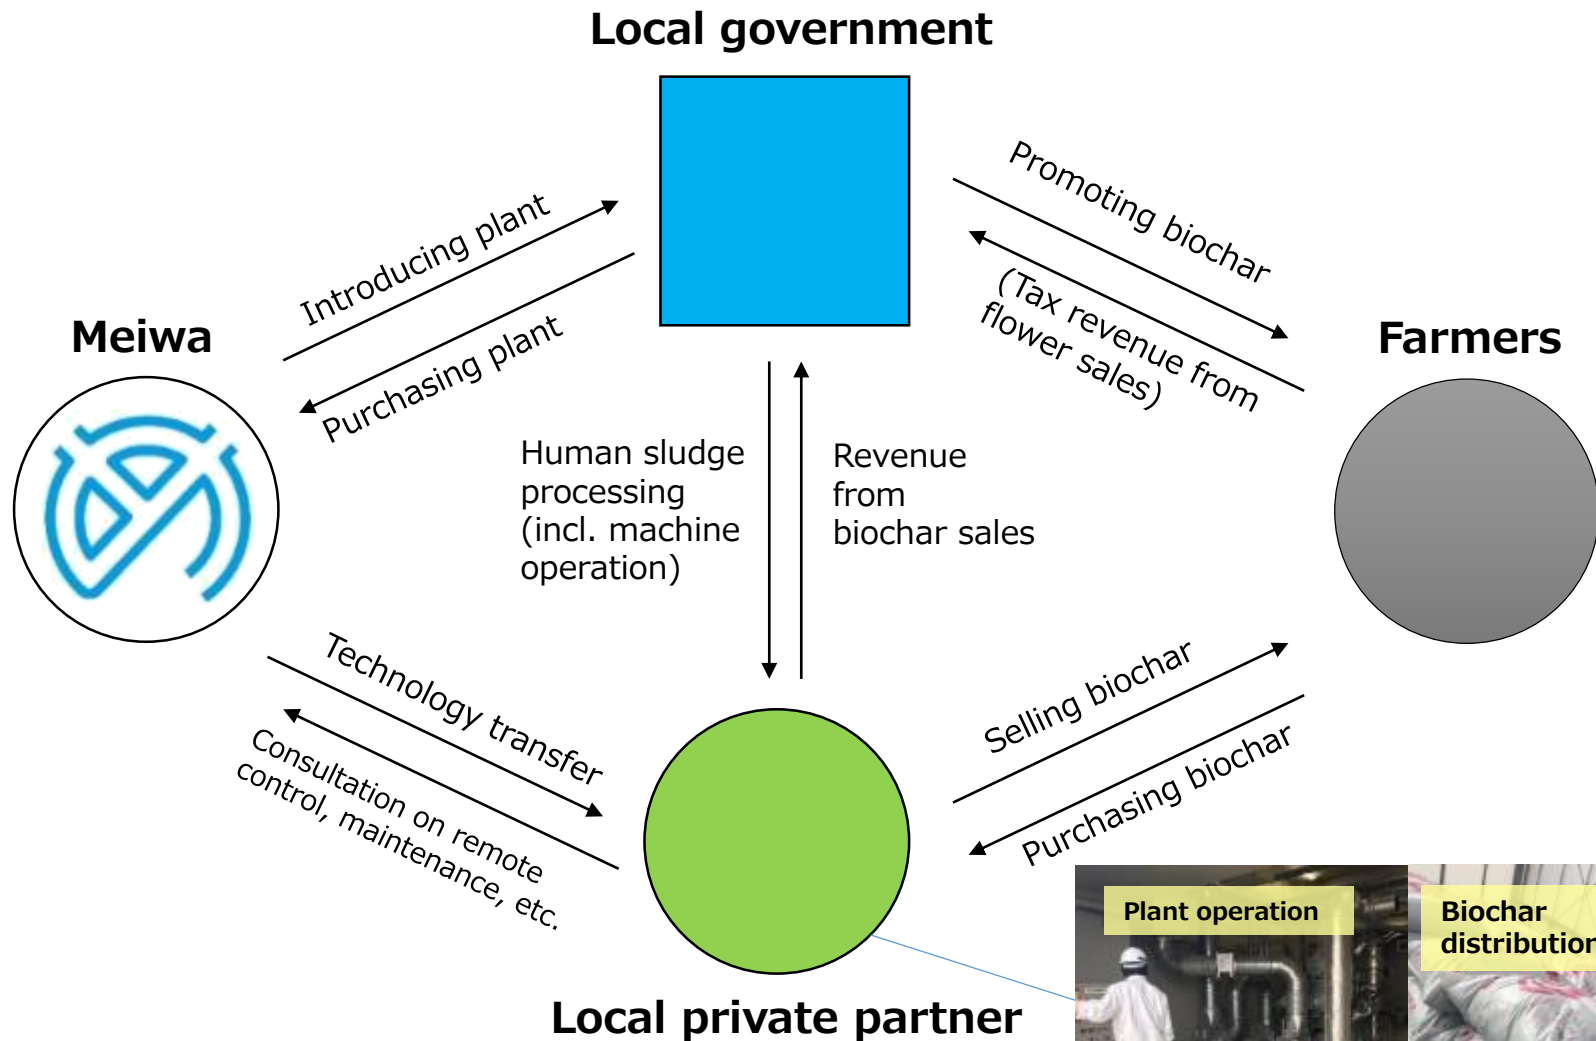 Local government
Introducing plant
Purchasing plant
Promoting biochar
(Tax revenue from
flower sales)
Meiwa
Farmers
Human sludge
processing
(incl. machine
operation)
Revenue
from
biochar sales
Technology transfer
Consultation on remote
control, maintenance, etc.
Selling biochar
Purchasing biochar
Plant operation
Biochar
distribution
Local private partner